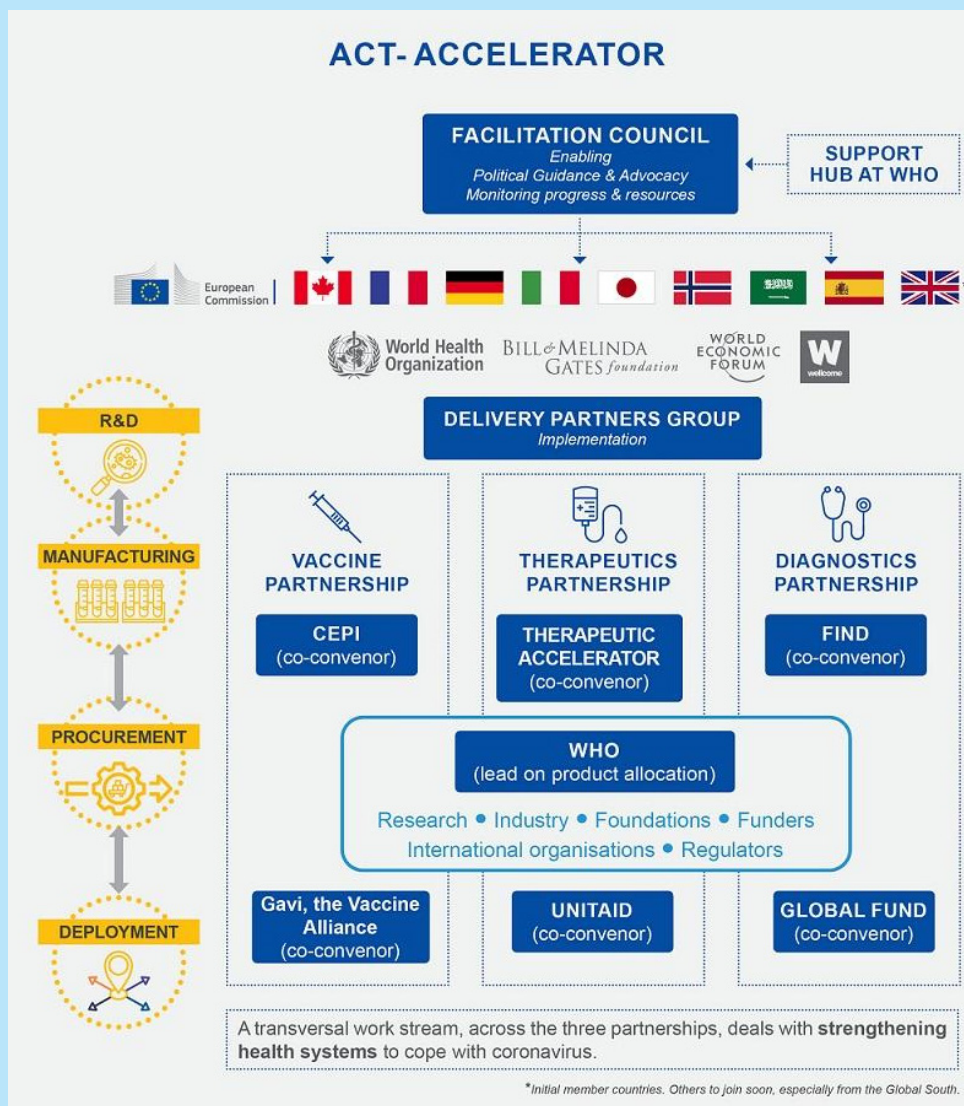 ACT- ACCELERATOR
FACILITATION COUNCIL
Enabling
Political Guidance & Advocacy
Monitoring progress & resources
SUPPORT
HUB AT WHO
European
Commission
*
World Health
Organization
BILL & MELINDA
GATES foundation
WORLD
ECONOMIC
FORUM
W
wellcome
DELIVERY PARTNERS GROUP
Implementation
R&D
MANUFACTURING
PROCUREMENT
DEPLOYMENT
VACCINE
PARTNERSHIP
CEPI
(co-convenor)
THERAPEUTICS
PARTNERSHIP
THERAPEUTIC
ACCELERATOR
(co-convenor)
DIAGNOSTICS
PARTNERSHIP
FIND
(co-convenor)
WHO
(lead on product allocation)
Research • Industry • Foundations • Funders
International organisations • Regulators
Gavi, the Vaccine
Alliance
(co-convenor)
UNITAID
(co-convenor)
GLOBAL FUND
(co-convenor)
A transversal work stream, across the three partnerships, deals with strengthening
health systems to cope with coronavirus.
*Initial member countries. Others to join soon, especially from the Global South.